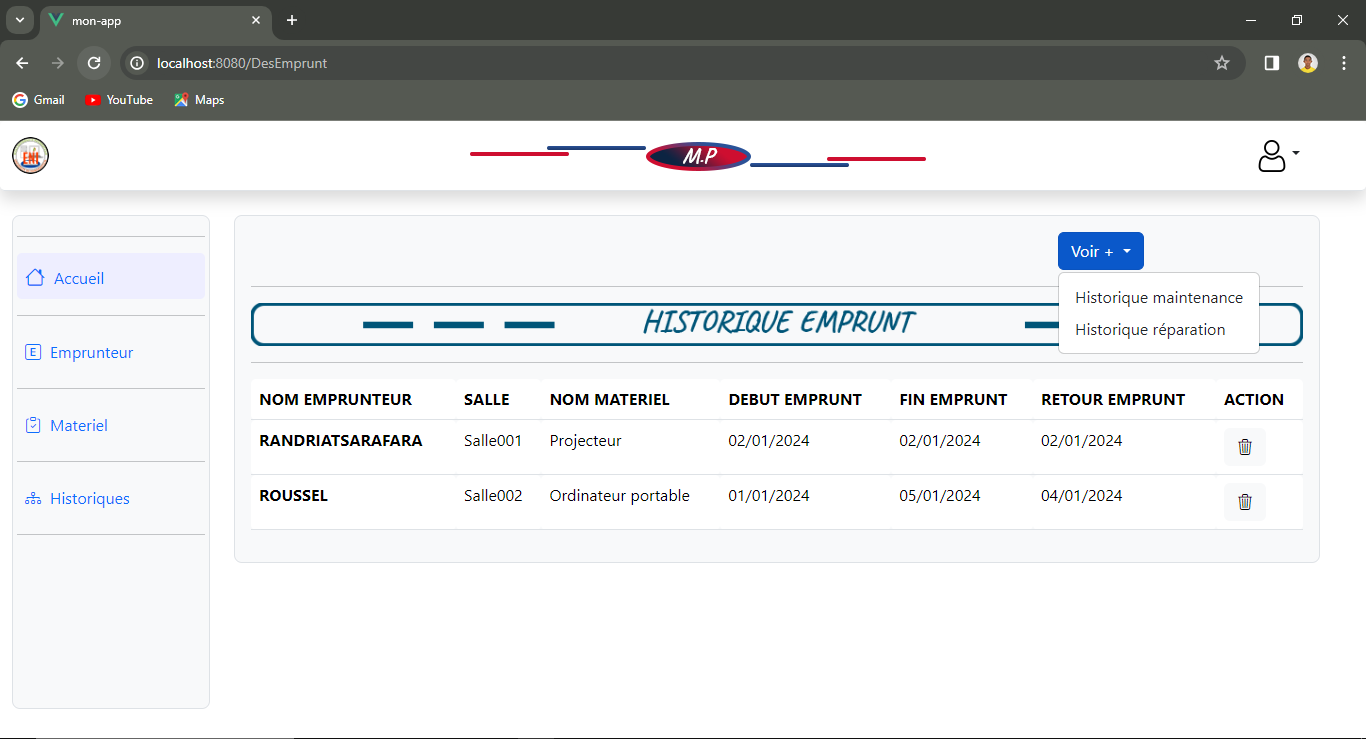 mon-app
localhost:8080/DesEmprunt
Gmail YouTube Maps
M.P
Voir +
Accueil
Historique maintenance
HISTORIQUE EMPRUNT
Historique réparation
E Emprunteur
NOM EMPRUNTEUR SALLE NOM MATERIEL DEBUT EMPRUNT FIN EMPRUNT RETOUR EMPRUNT ACTION
Materiel
RANDRIATSARAFARA Salle001 Projecteur 02/01/2024 02/01/2024 02/01/2024
Historiques
ROUSSEL Salle002 Ordinateur portable 01/01/2024 05/01/2024 04/01/2024